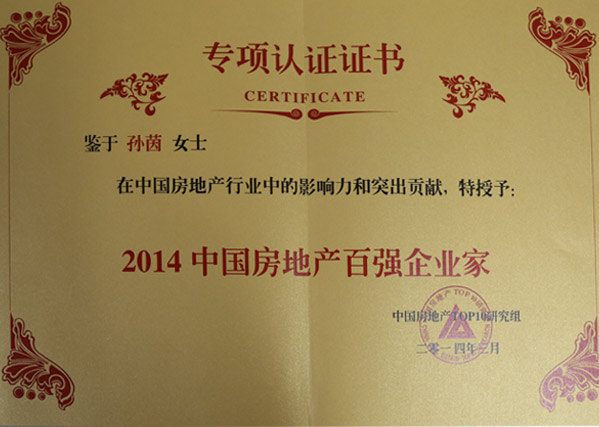 专项认证证书
CERTIFICATE
鉴于 孙茵 女士
在中国房地产行业中的影响力和突出贡献，特授予：
2014 中国房地产百强企业家
中国房地产TOP10研究组
二零一四年三月